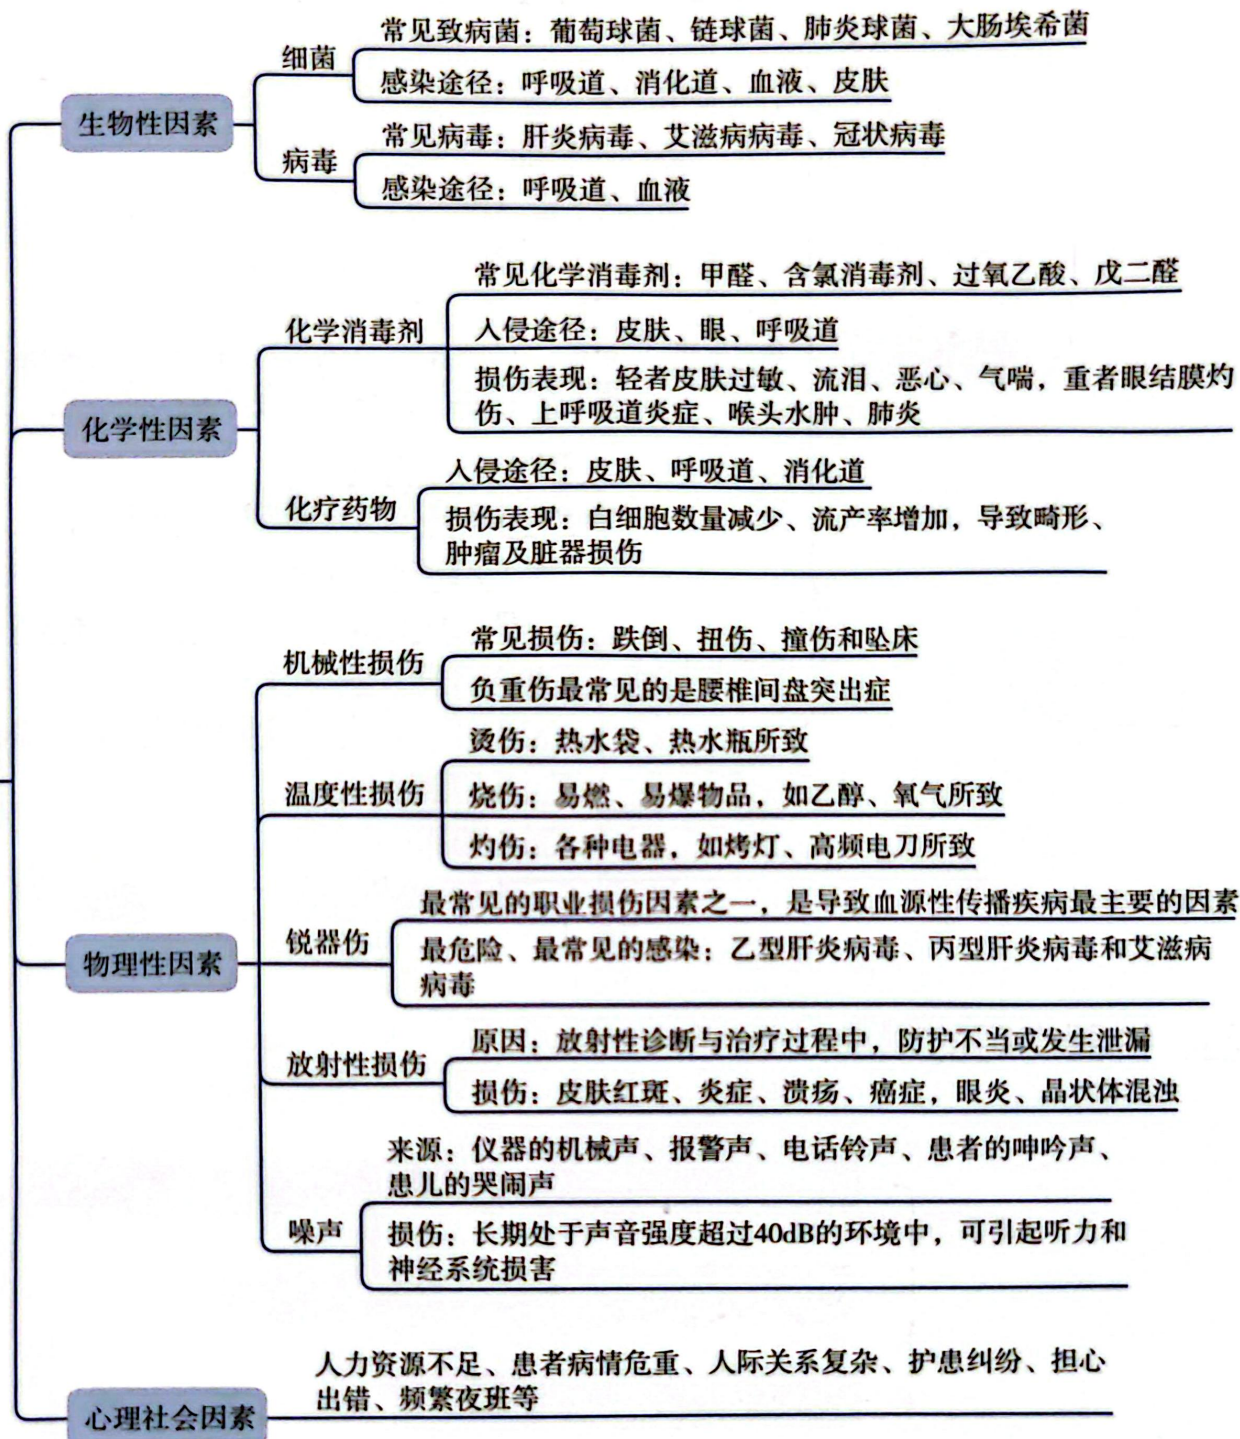 生物性因素
细菌
常见致病菌：葡萄球菌、链球菌、肺炎球菌、大肠埃希菌
感染途径：呼吸道、消化道、血液、皮肤
病毒
常见病毒：肝炎病毒、艾滋病病毒、冠状病毒
感染途径：呼吸道、血液
化学性因素
化学消毒剂
常见化学消毒剂：甲醛、含氯消毒剂、过氧乙酸、戊二醛
入侵途径：皮肤、眼、呼吸道
损伤表现：轻者皮肤过敏、流泪、恶心、气喘，重者眼结膜灼
伤、上呼吸道炎症、喉头水肿、肺炎
化疗药物
入侵途径：皮肤、呼吸道、消化道
损伤表现：白细胞数量减少、流产率增加，导致畸形、
肿瘤及脏器损伤
物理性因素
机械性损伤
常见损伤：跌倒、扭伤、撞伤和坠床
负重伤最常见的是腰椎间盘突出症
温度性损伤
烫伤：热水袋、热水瓶所致
烧伤：易燃、易爆物品，如乙醇、氧气所致
灼伤：各种电器，如烤灯、高频电刀所致
锐器伤
最常见的职业损伤因素之一，是导致血源性传播疾病最主要的因素
最危险、最常见的感染：乙型肝炎病毒、丙型肝炎病毒和艾滋病
病毒
放射性损伤
原因：放射性诊断与治疗过程中，防护不当或发生泄漏
损伤：皮肤红斑、炎症、溃疡、癌症，眼炎、晶状体混浊
噪声
来源：仪器的机械声、报警声、电话铃声、患者的呻吟声、
患儿的哭闹声
损伤：长期处于声音强度超过40dB的环境中，可引起听力和
神经系统损害
心理社会因素
人力资源不足、患者病情危重、人际关系复杂、护患纠纷、担心
出错、频繁夜班等